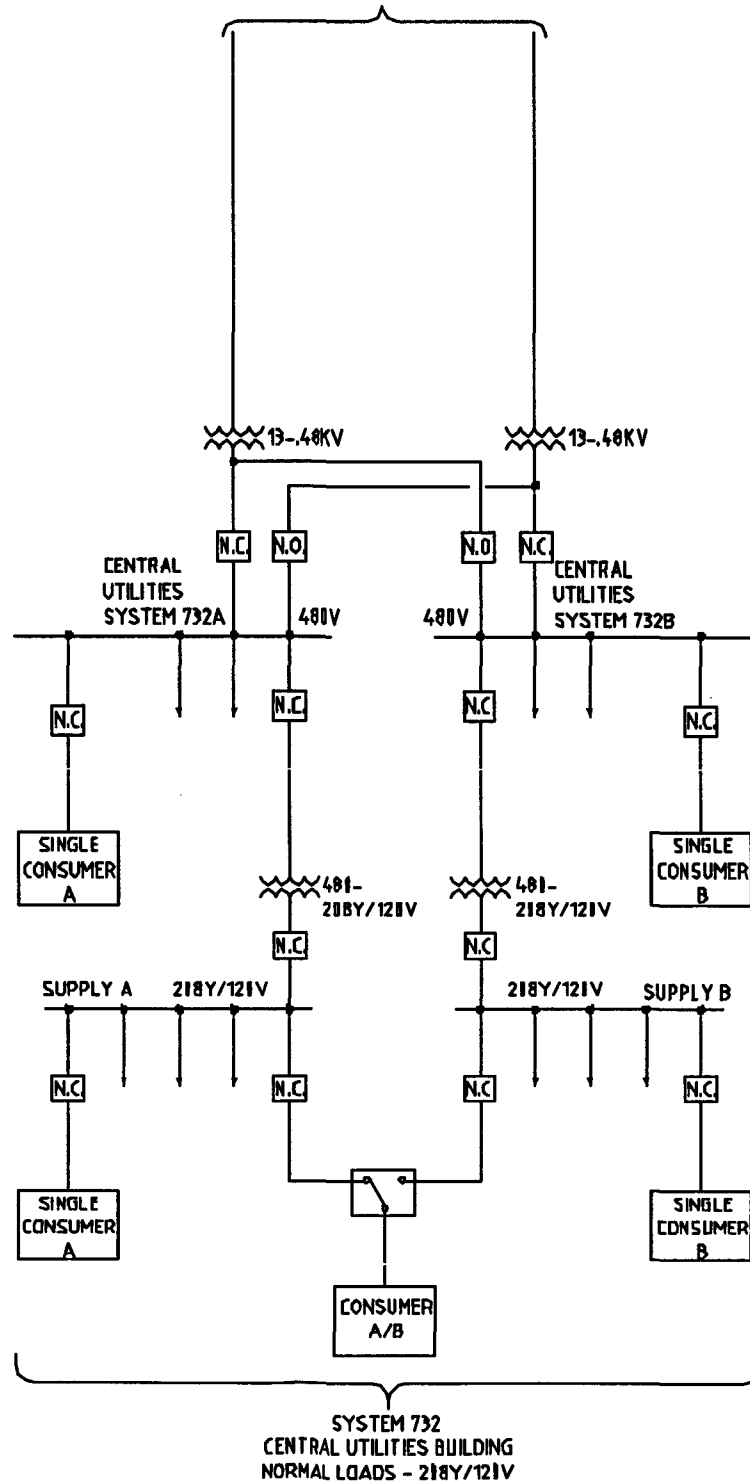 13-.48KV
13-.48KV
N.C.
N.O.
N.O
N.C.
CENTRAL
UTILITIES
SYSTEM 732A
CENTRAL
UTILITIES
SYSTEM 732B
480V
480V
N.C.
N.C.
N.C
N.C.
SINGLE
CONSUMER
A
SINGLE
CONSUMER
B
480-
208Y/120V
480-
208Y/120V
N.C.
N.C
SUPPLY A
208Y/120V
208Y/120V
SUPPLY B
N.C.
N.C.
N.C
N.C.
SINGLE
CONSUMER
A
SINGLE
CONSUMER
B
CONSUMER
A/B
SYSTEM 732
CENTRAL UTILITIES BUILDING
NORMAL LOADS - 208Y/120V